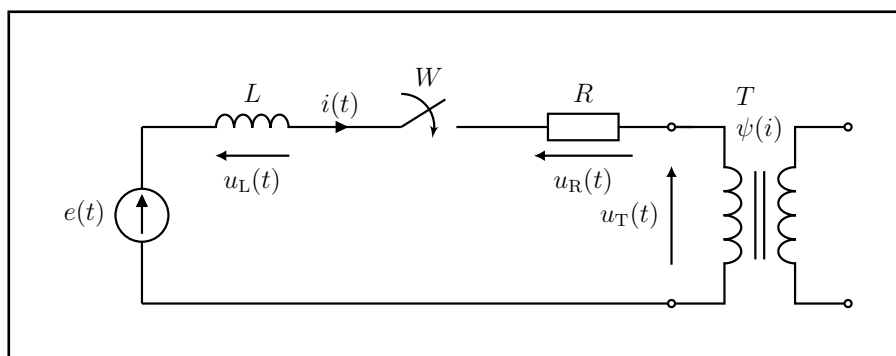 L
i(t)
W
R
T
ψ(i)
u_L(t)
u_R(t)
e(t)
u_T(t)